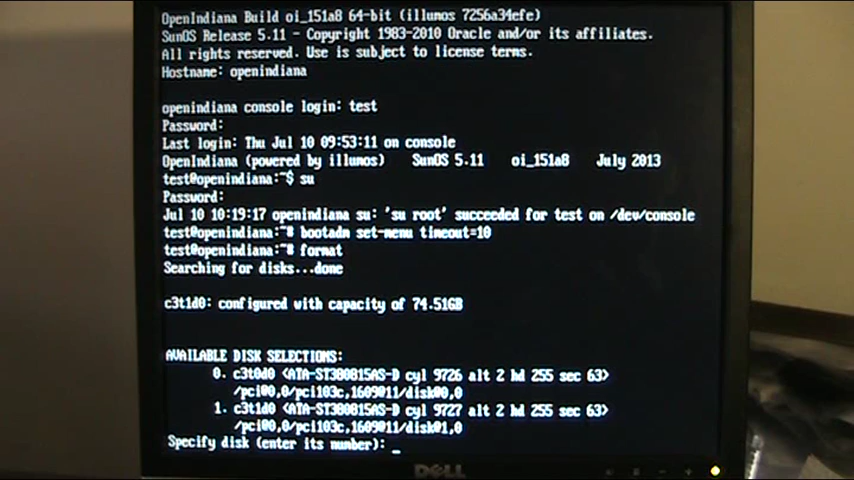 OpenIndiana Build oi_151a8 64-bit (illumos 7256a34efe)
SunOS Release 5.11 - Copyright 1983-2010 Oracle and/or its affiliates.
All rights reserved. Use is subject to license terms.
Hostname: openindiana
openindiana console login: test
Password:
Last login: Thu Jul 10 09:53:11 on console
OpenIndiana (powered by illumos)    SunOS 5.11    oi_151a8    July 2013
test@openindiana:~$ su
Password:
Jul 10 10:19:17 openindiana su: 'su root' succeeded for test on /dev/console
test@openindiana:~# bootadm set-menu timeout=10
test@openindiana:~# format
Searching for disks...done
c3t1d0: configured with capacity of 74.51GB
AVAILABLE DISK SELECTIONS:
0. c3t0d0 <ATA-ST380815AS-D cyl 9726 alt 2 hd 255 sec 63>
/pci@0,0/pci103c,1609@11/disk@0,0
1. c3t1d0 <ATA-ST380815AS-D cyl 9727 alt 2 hd 255 sec 63>
/pci@0,0/pci103c,1609@11/disk@1,0
Specify disk (enter its number): _
DELL